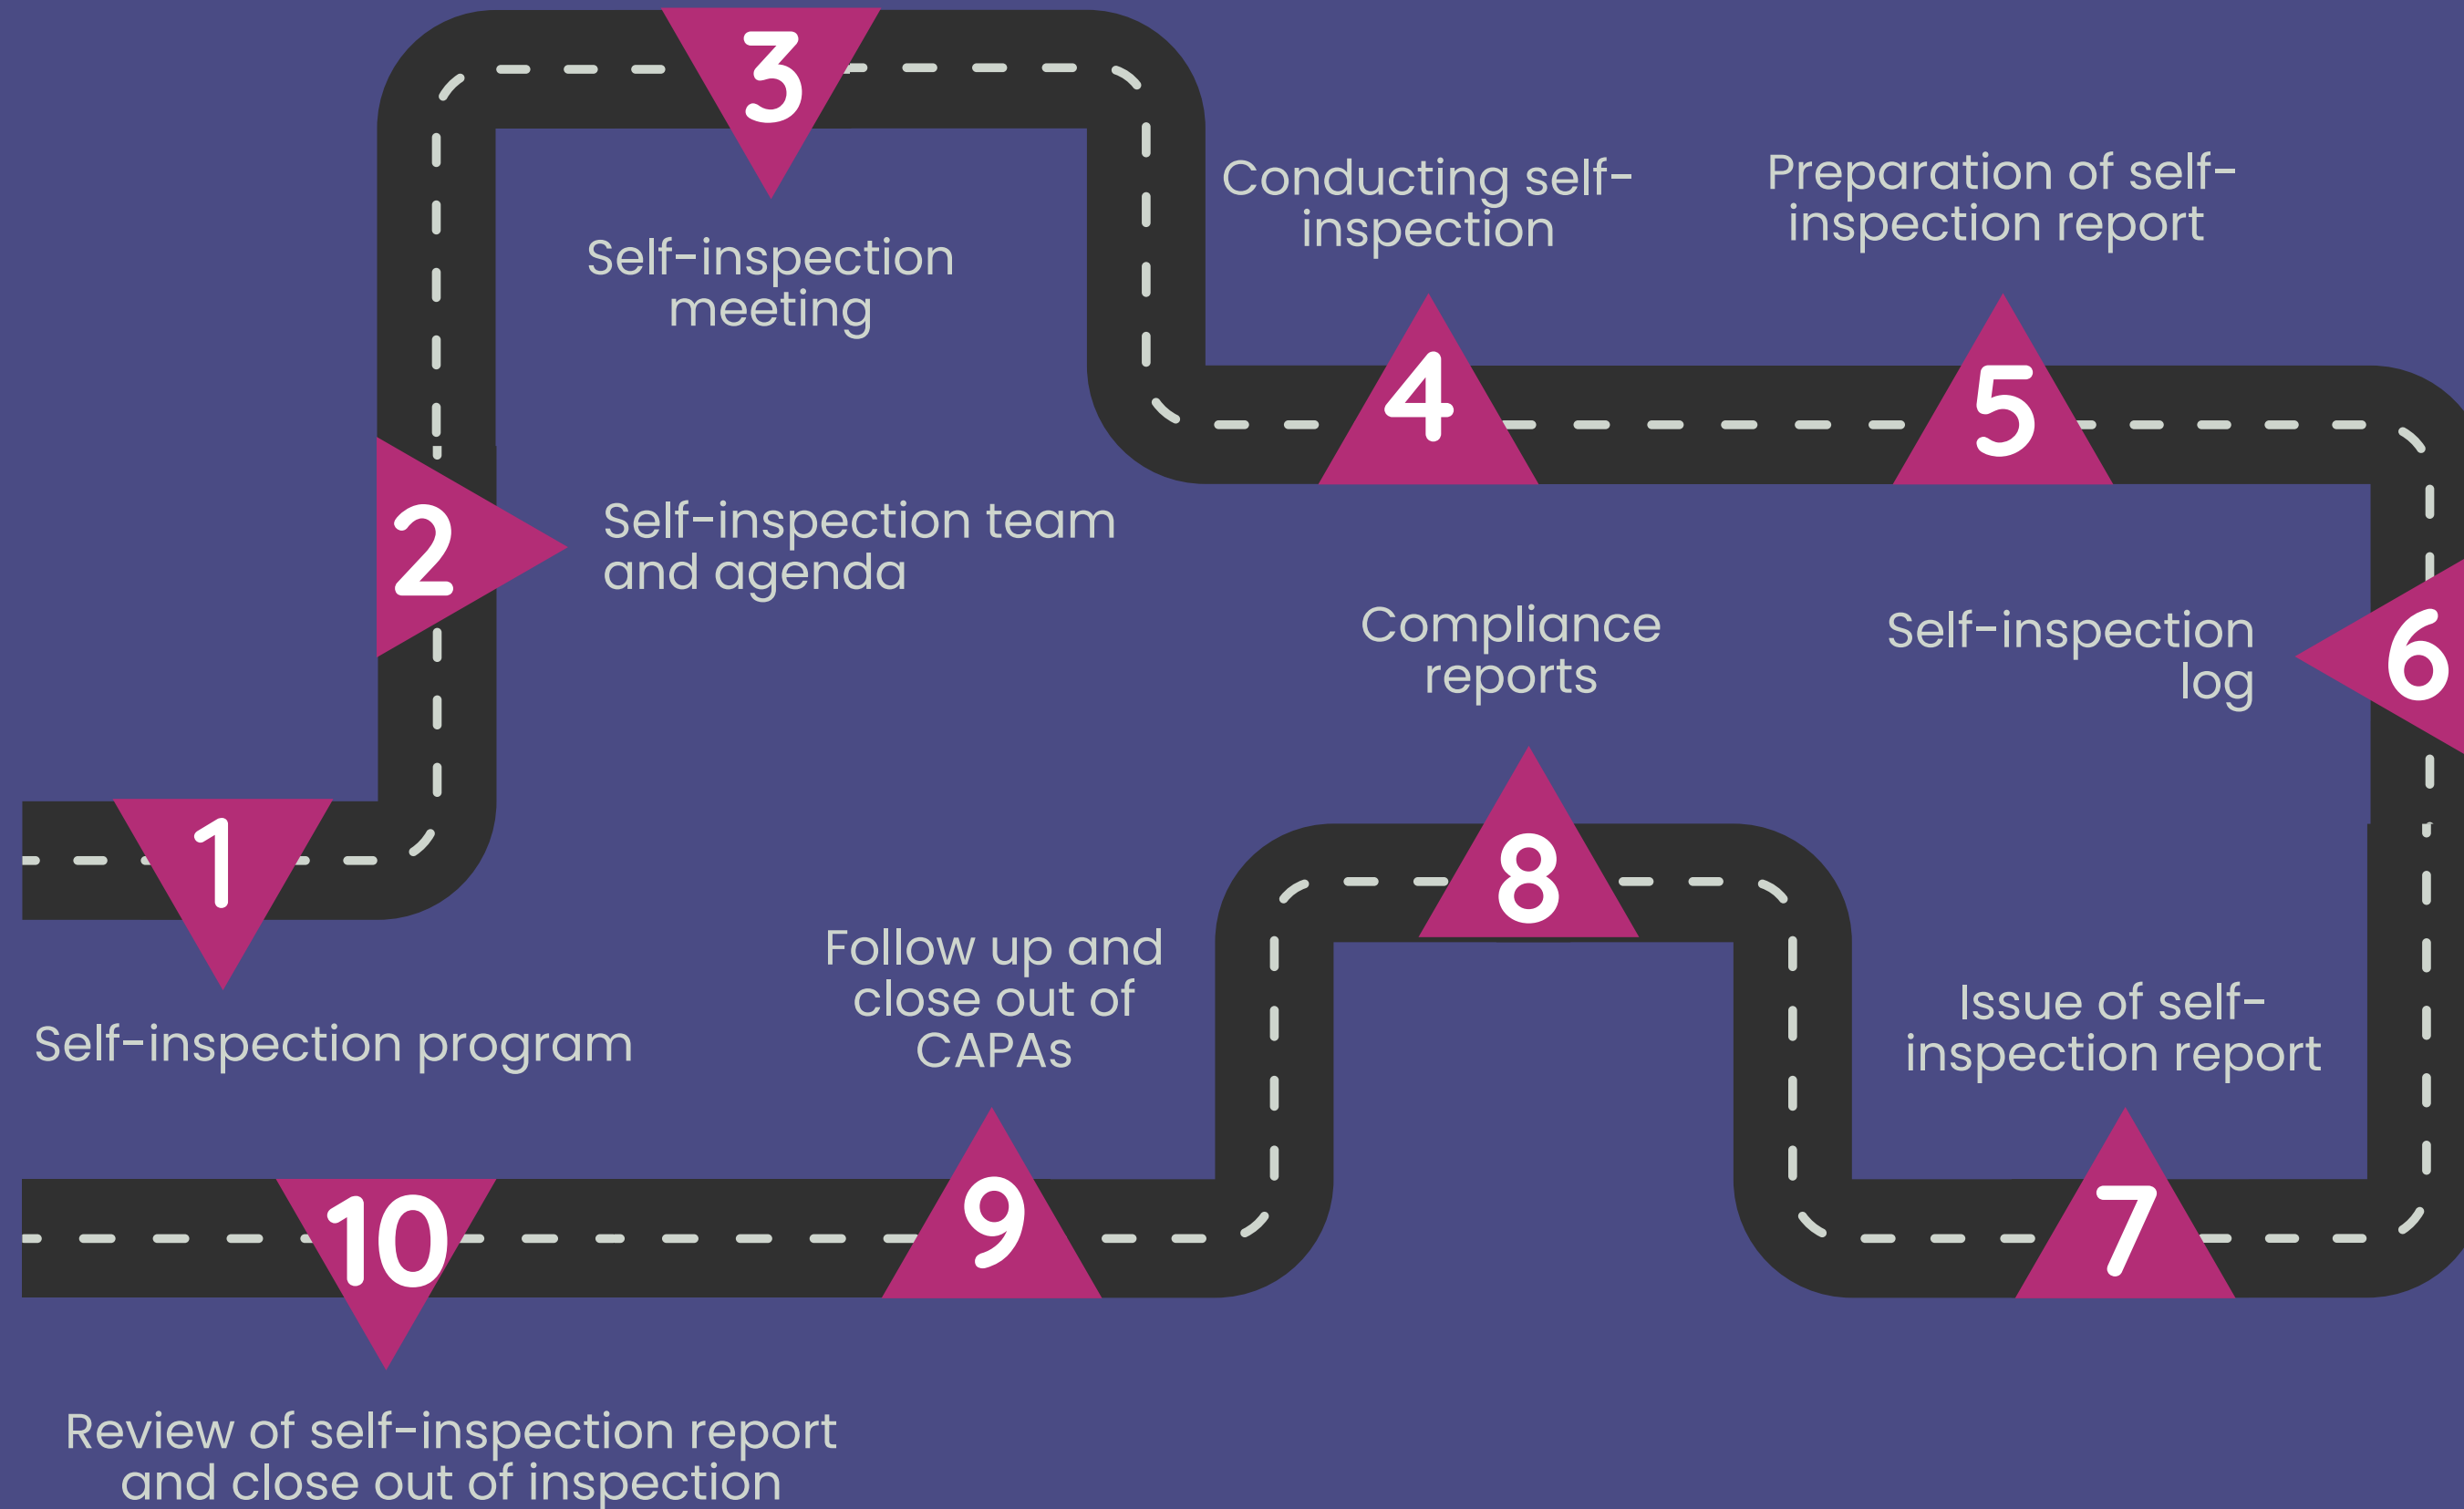 1
Self-inspection program
2
Self-inspection team
and agenda
3
Self-inspection
meeting
4
Conducting self-
inspection
5
Preparation of self-
inspection report
6
Self-inspection
log
7
Issue of self-
inspection report
8
Compliance
reports
9
Follow up and
close out of
CAPAs
10
Review of self-inspection report
and close out of inspection